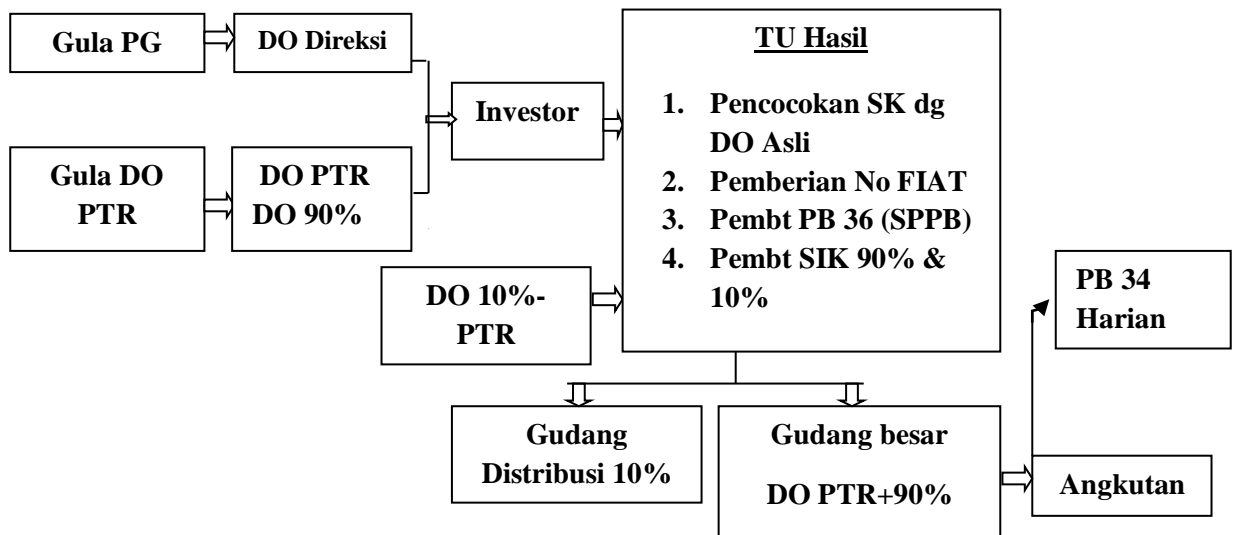 Gula PG
DO Direksi
Gula DO
PTR
DO PTR
DO 90%
Investor
TU Hasil
1. Pencocokan SK dg
DO Asli
2. Pemberian No FIAT
3. Pembt PB 36 (SPPB)
4. Pembt SIK 90% &
10%
DO 10%-
PTR
PB 34
Harian
Gudang
Distribusi 10%
Gudang besar
DO PTR+90%
Angkutan